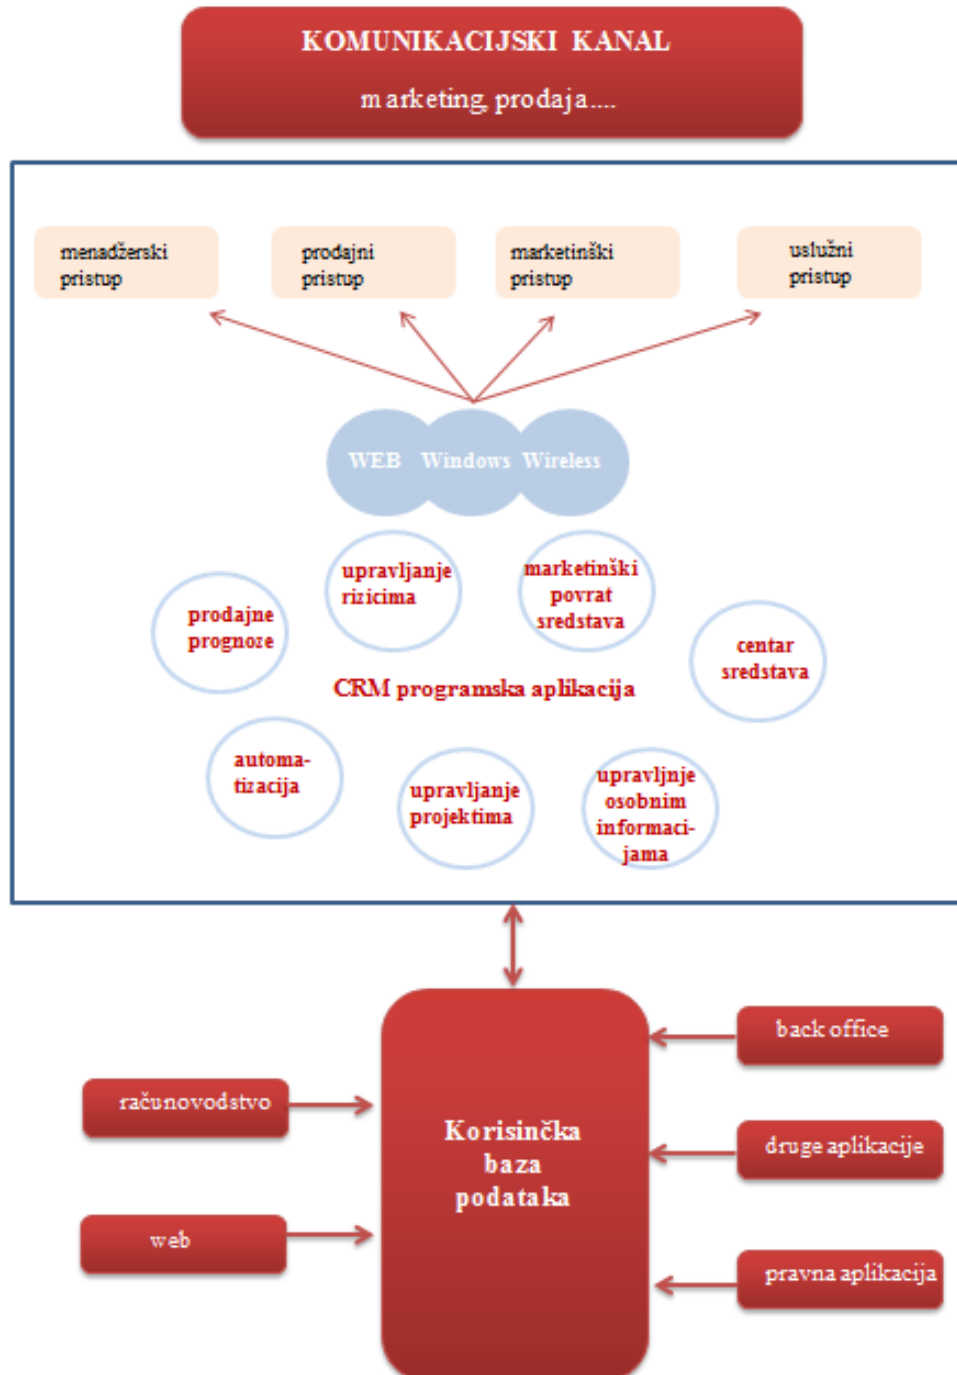 KOMUNIKACIJSKI KANAL
marketing, prodaja....
menadžerski
pristup
prodajni
pristup
marketinški
pristup
uslužni
pristup
WEB Windows Wireless
upravljanje
rizicima
marketinški
povrat
sredstava
prodajne
prognoze
centar
sredstava
CRM programska aplikacija
automa-
tizacija
upravljanje
projektima
upravljnje
osobnim
informaci-
jama
back office
računovodstvo
Korisinčka
baza
podataka
druge aplikacije
web
pravna aplikacija